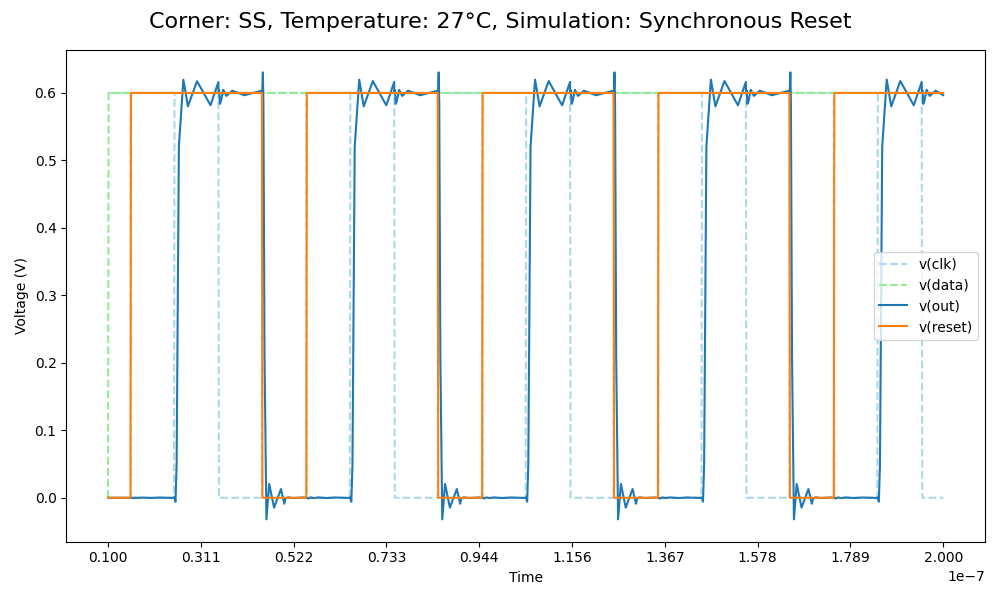 Corner: SS, Temperature: 27°C, Simulation: Synchronous Reset
Voltage (V)
0.6
0.5
0.4
0.3
0.2
0.1
0.0
v(clk)
v(data)
v(out)
v(reset)
0.100 0.311 0.522 0.733 0.944 1.156 1.367 1.578 1.789 2.000
1e−7
Time